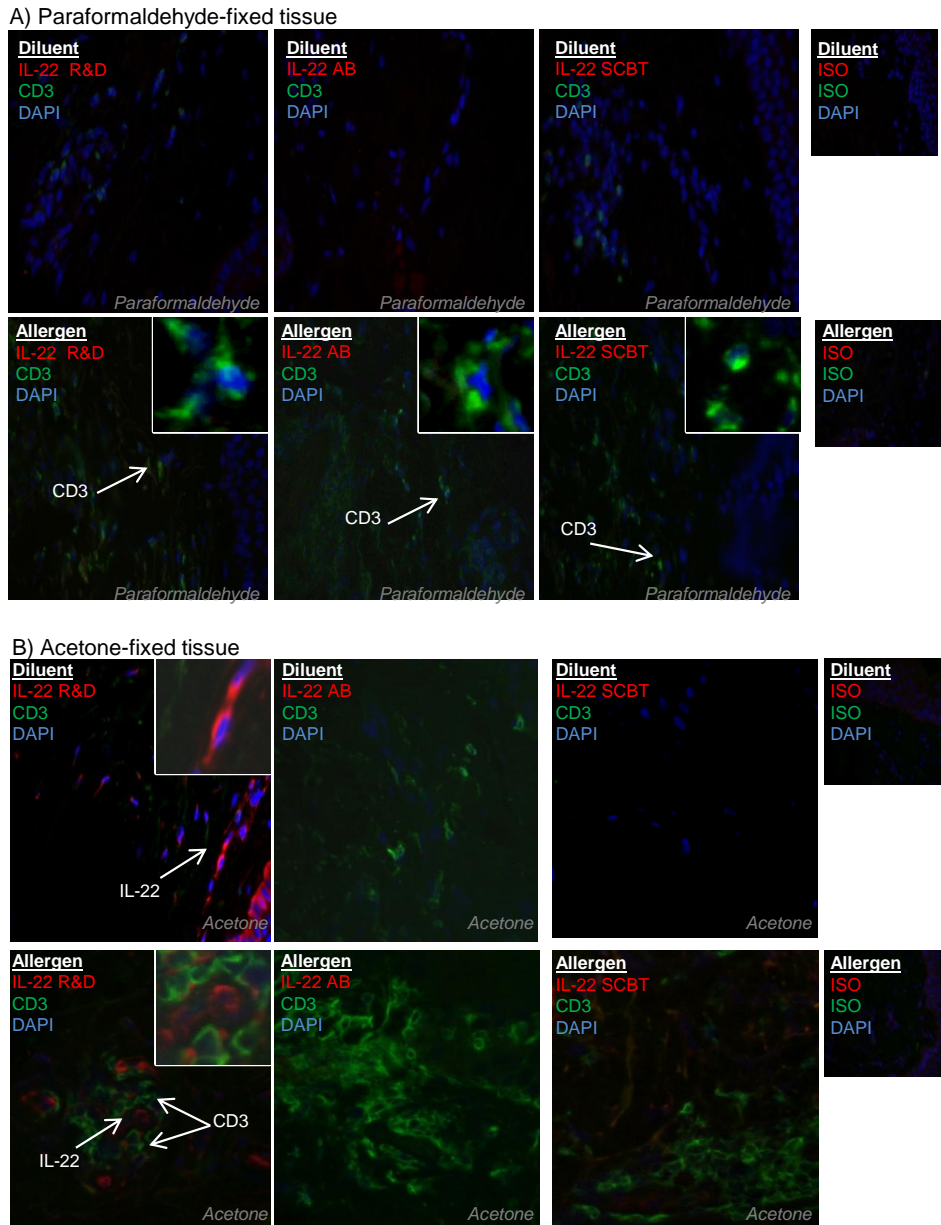 A) Paraformaldehyde-fixed tissue
Diluent
IL-22 R&D
CD3
DAPI
Paraformaldehyde
Diluent
IL-22 AB
CD3
DAPI
Paraformaldehyde
Diluent
IL-22 SCBT
CD3
DAPI
Paraformaldehyde
Diluent
ISO
ISO
DAPI
Allergen
IL-22 R&D
CD3
DAPI
CD3
Paraformaldehyde
Allergen
IL-22 AB
CD3
DAPI
CD3
Paraformaldehyde
Allergen
IL-22 SCBT
CD3
DAPI
CD3
Paraformaldehyde
Allergen
ISO
ISO
DAPI
B) Acetone-fixed tissue
Diluent
IL-22 R&D
CD3
DAPI
IL-22
Acetone
Diluent
IL-22 AB
CD3
DAPI
Acetone
Diluent
IL-22 SCBT
CD3
DAPI
Acetone
Diluent
ISO
ISO
DAPI
Allergen
IL-22 R&D
CD3
DAPI
CD3
IL-22
Acetone
Allergen
IL-22 AB
CD3
DAPI
Acetone
Allergen
IL-22 SCBT
CD3
DAPI
Acetone
Allergen
ISO
ISO
DAPI